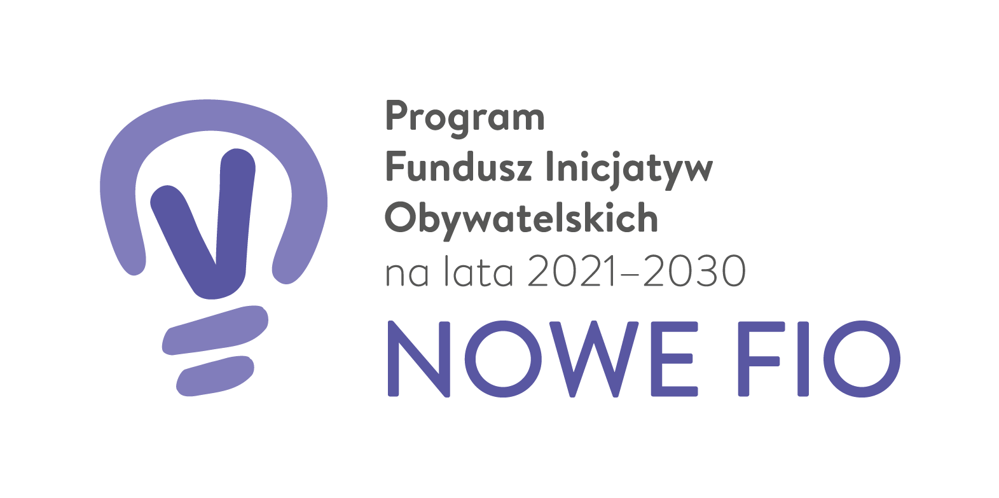 Program
Fundusz Inicjatyw
Obywatelskich
na lata 2021–2030
NOWE FIO